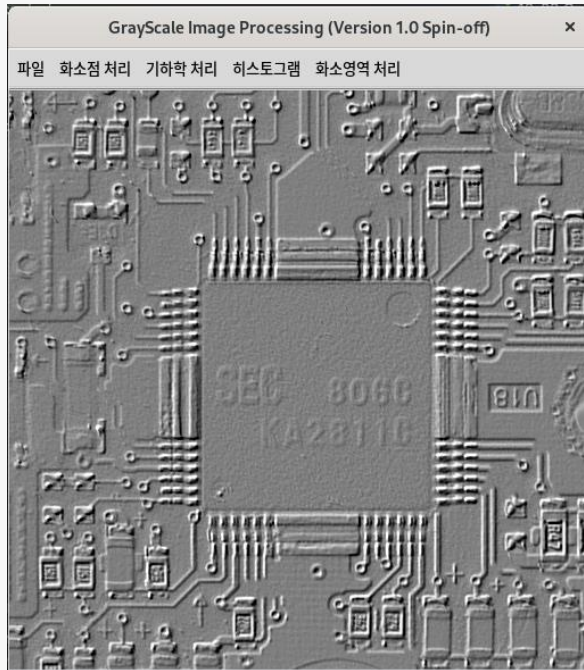 GrayScale Image Processing (Version 1.0 Spin-off) ×
파일 화소점 처리 기하학 처리 히스토그램 화소영역 처리
SEC 806C
KA2811C
U18
R47